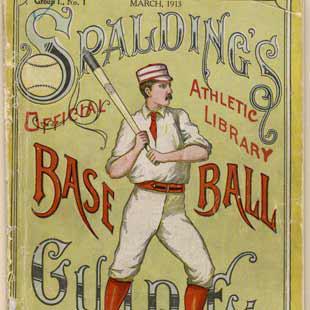 Group I., No. 1
MARCH, 1913
SPALDING'S
OFFICIAL
ATHLETIC LIBRARY
BASE BALL
GUIDE